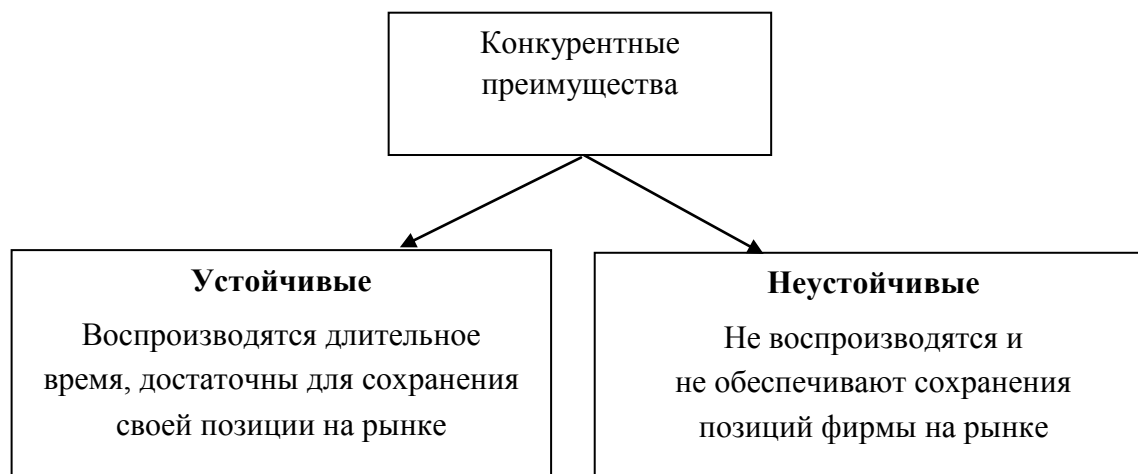 Конкурентные
преимущества
Устойчивые
Воспроизводятся длительное
время, достаточны для сохранения
своей позиции на рынке
Неустойчивые
Не воспроизводятся и
не обеспечивают сохранения
позиций фирмы на рынке